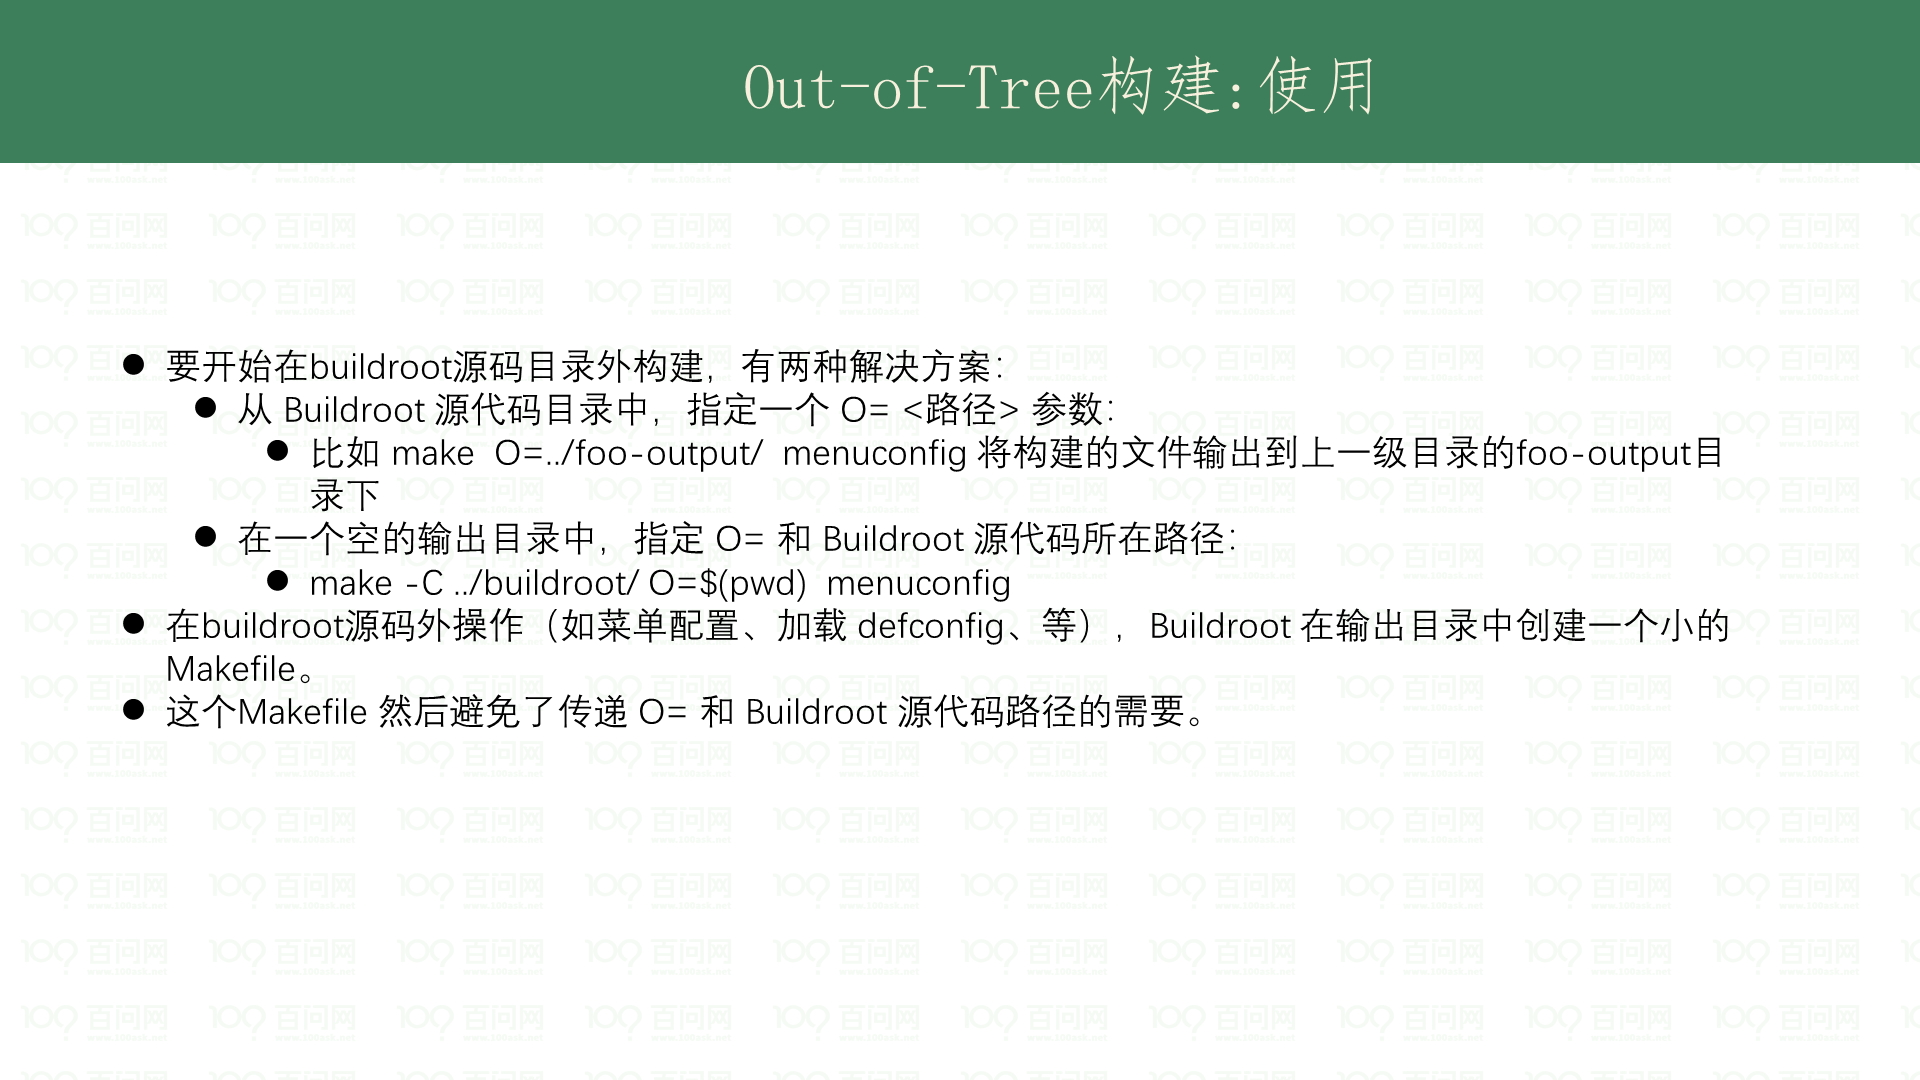 Out-of-Tree构建:使用
● 要开始在buildroot源码目录外构建，有两种解决方案：
● 从 Buildroot 源代码目录中，指定一个 O= <路径> 参数：
● 比如 make  O=../foo-output/  menuconfig 将构建的文件输出到上一级目录的foo-output目
录下
● 在一个空的输出目录中，指定 O= 和 Buildroot 源代码所在路径：
● make -C ../buildroot/ O=$(pwd)  menuconfig
● 在buildroot源码外操作（如菜单配置、加载 defconfig、等），Buildroot 在输出目录中创建一个小的
Makefile。
● 这个Makefile 然后避免了传递 O= 和 Buildroot 源代码路径的需要。
百问网
www.100ask.net